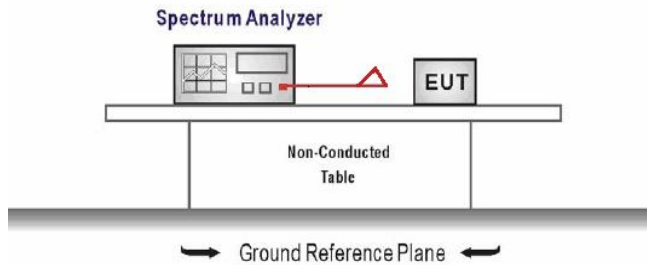 Spectrum Analyzer
EUT
Non-Conducted
Table
Ground Reference Plane